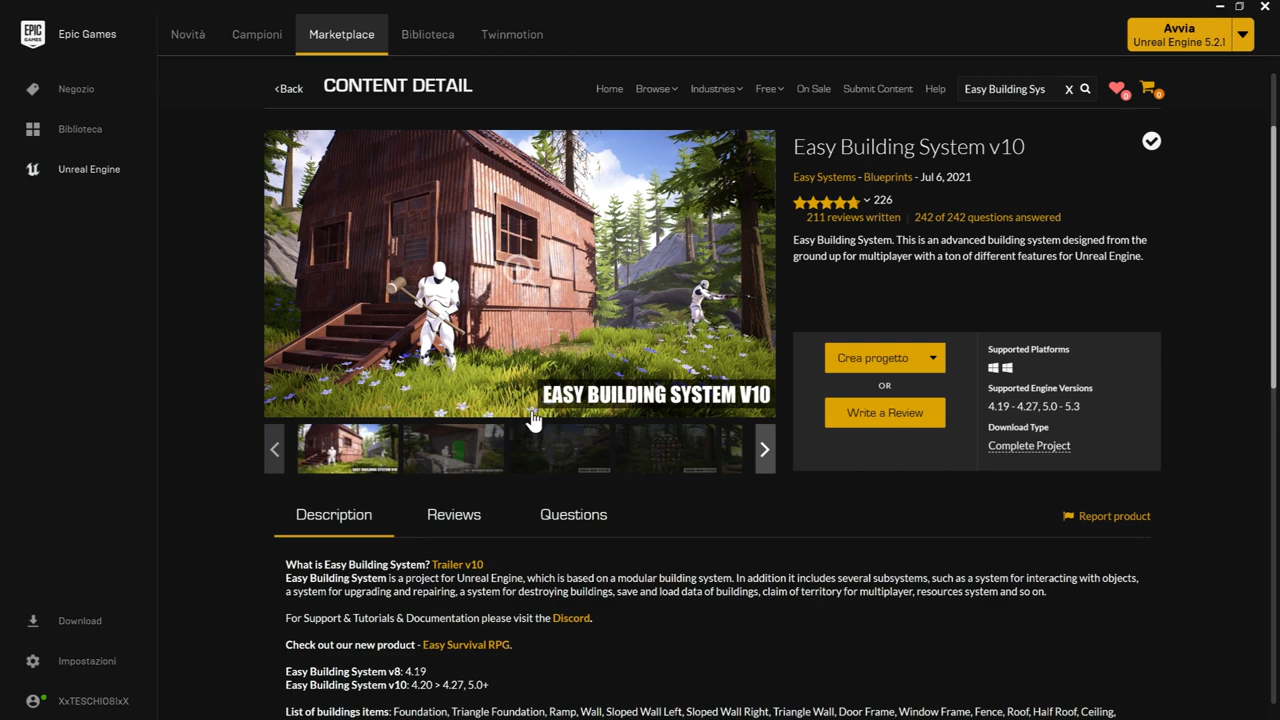 EPIC GAMES
Epic Games
Novità
Campioni
Marketplace
Biblioteca
Twinmotion
Avvia
Unreal Engine 5.2.1
Negozio
Biblioteca
Unreal Engine
Download
Impostazioni
XxTESCHIO81xX
<Back
CONTENT DETAIL
Home
Browse
Industries
Free
On Sale
Submit Content
Help
Easy Building Sys
X
0
0
EASY BUILDING SYSTEM V10
Easy Building System v10
Easy Systems - Blueprints - Jul 6, 2021
226
211 reviews written | 242 of 242 questions answered
Easy Building System. This is an advanced building system designed from the
ground up for multiplayer with a ton of different features for Unreal Engine.
Crea progetto
OR
Write a Review
Supported Platforms
Supported Engine Versions
4.19 - 4.27, 5.0 - 5.3
Download Type
Complete Project
Description
Reviews
Questions
Report product
What is Easy Building System? Trailer v10
Easy Building System is a project for Unreal Engine, which is based on a modular building system. In addition it includes several subsystems, such as a system for interacting with objects,
a system for upgrading and repairing, a system for destroying buildings, save and load data of buildings, claim of territory for multiplayer, resources system and so on.
For Support & Tutorials & Documentation please visit the Discord.
Check out our new product - Easy Survival RPG.
Easy Building System v8: 4.19
Easy Building System v10: 4.20 > 4.27, 5.0+
List of buildings items: Foundation, Triangle Foundation, Ramp, Wall, Sloped Wall Left, Sloped Wall Right, Triangle Wall, Door Frame, Window Frame, Fence, Roof, Half Roof, Ceiling,